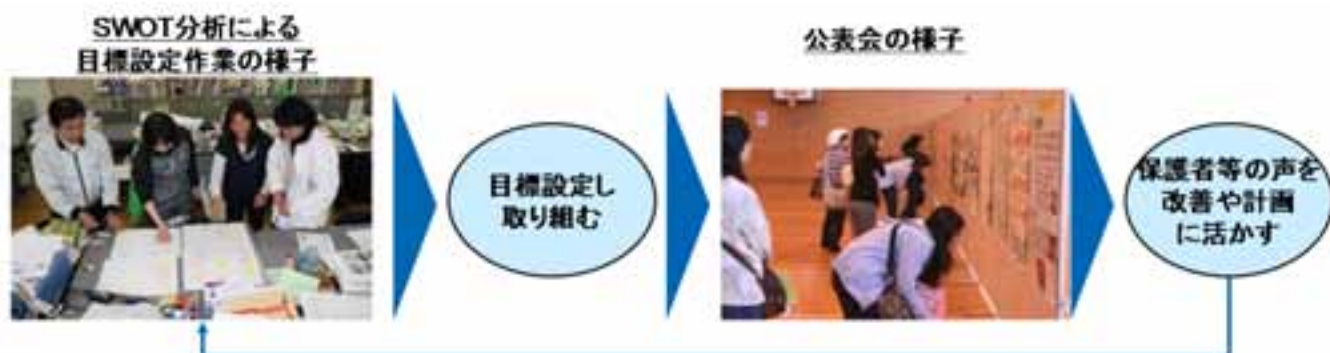 SWOT分析による
目標設定作業の様子
目標設定し
取り組む
公表会の様子
保護者等の声を
改善や計画
に活かす